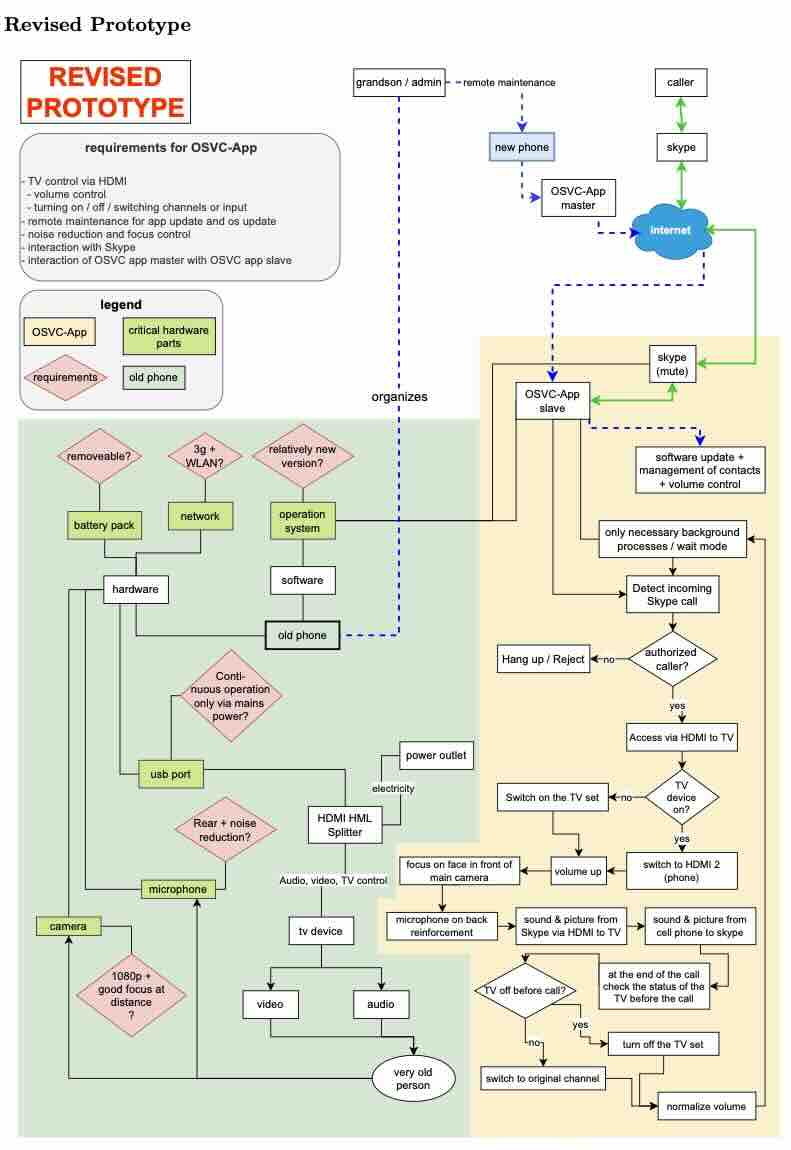 Revised Prototype
REVISED
PROTOTYPE
grandson / admin
remote maintenance
caller
new phone
skype
OSVC-App
master
internet
requirements for OSVC-App
- TV control via HDMI
- volume control
- turning on / off / switching channels or input
- remote maintenance for app update and os update
- noise reduction and focus control
- interaction with Skype
- interaction of OSVC app master with OSVC app slave
legend
OSVC-App
critical hardware
parts
requirements
old phone
organizes
skype
(mute)
OSVC-App
slave
software update +
management of contacts
+ volume control
removeable?
3g +
WLAN?
relatively new
version?
battery pack
network
operation
system
hardware
software
old phone
only necessary background
processes / wait mode
Detect incoming
Skype call
authorized
caller?
no
Hang up / Reject
yes
Access via HDMI to TV
TV
device
on?
no
Switch on the TV set
yes
switch to HDMI 2
(phone)
volume up
focus on face in front of
main camera
microphone on back
reinforcement
sound & picture from
Skype via HDMI to TV
sound & picture from
cell phone to skype
at the end of the call
check the status of the
TV before the call
TV off before call?
yes
no
turn off the TV set
switch to original channel
normalize volume
Conti-
nuous operation
only via mains
power?
usb port
power outlet
electricity
HDMI HML
Splitter
Rear + noise
reduction?
microphone
Audio, video, TV control
camera
tv device
1080p +
good focus at
distance
?
video
audio
very old
person